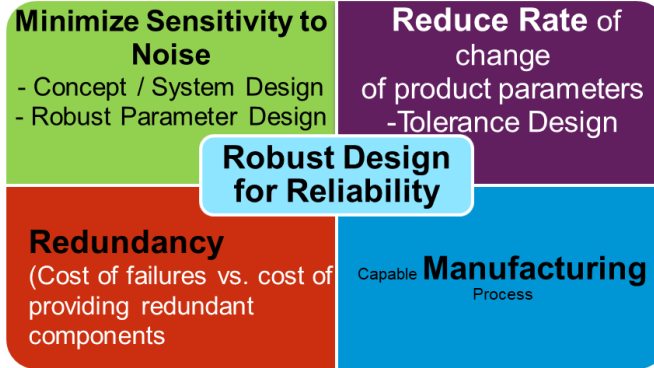 Minimize Sensitivity to
Noise
- Concept / System Design
- Robust Parameter Design
Reduce Rate of
change
of product parameters
-Tolerance Design
Robust Design
for Reliability
Redundancy
(Cost of failures vs. cost of
providing redundant
components
Capable Manufacturing
Process